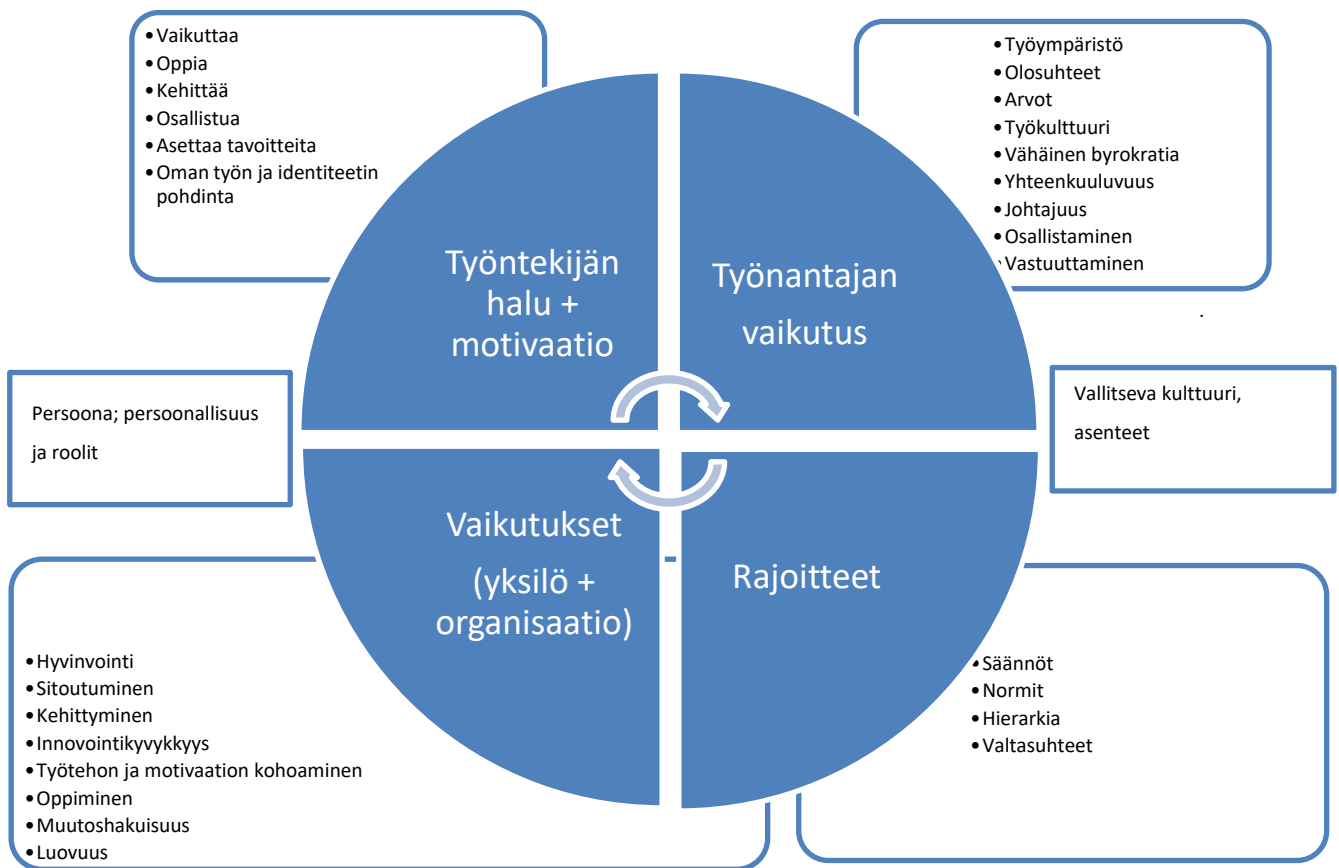 •Vaikuttaa
•Oppia
•Kehittää
•Osallistua
•Asettaa tavoitteita
•Oman työn ja identiteetin
pohdinta
•Työympäristö
•Olosuhteet
•Arvot
•Työkulttuuri
•Vähäinen byrokratia
•Yhteenkuuluvuus
•Johtajuus
•Osallistaminen
•Vastuuttaminen
.
Työntekijän
halu +
motivaatio
Työnantajan
vaikutus
Persoona; persoonallisuus
ja roolit
Vallitseva kulttuuri,
asenteet
Vaikutukset
(yksilö +
organisaatio)
Rajoitteet
•Hyvinvointi
•Sitoutuminen
•Kehittyminen
•Innovointikyvykkyys
•Työtehon ja motivaation kohoaminen
•Oppiminen
•Muutoshakuisuus
•Luovuus
•Säännöt
•Normit
•Hierarkia
•Valtasuhteet